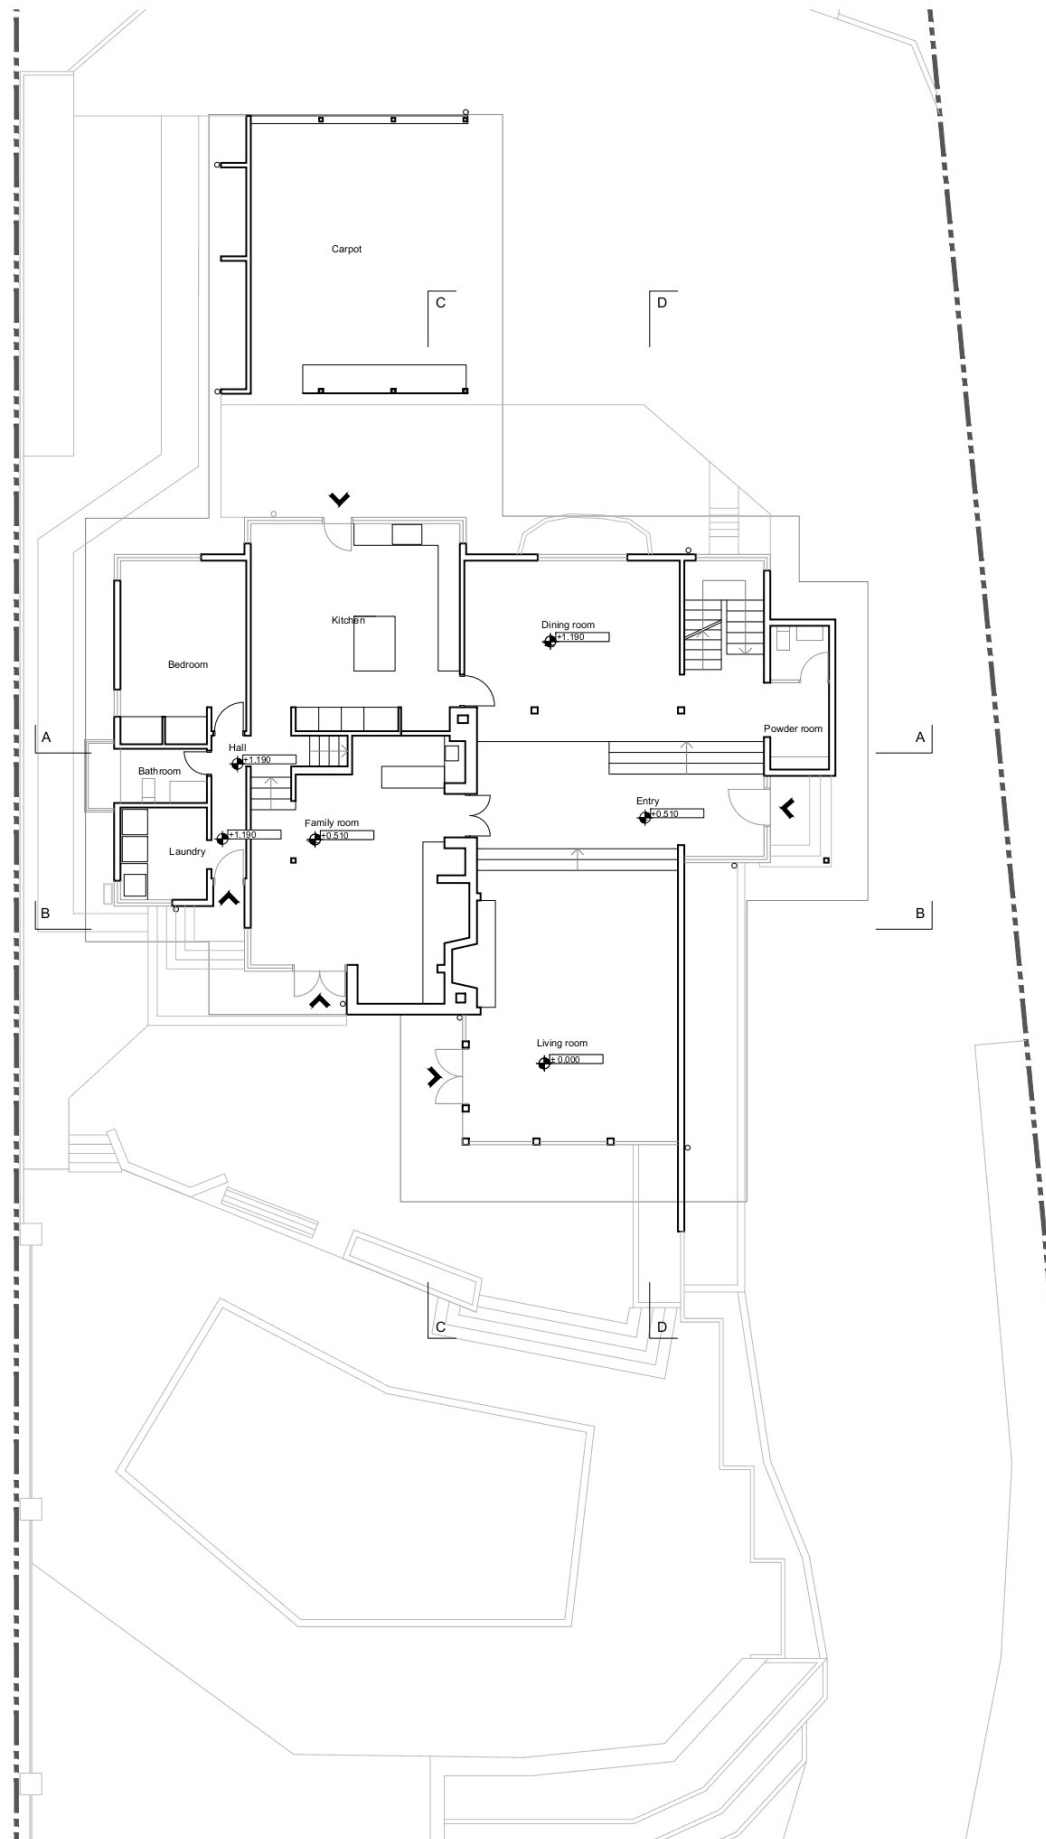 Carpot
C
D
Kitchen
Dining room
+1.190
Bedroom
Powder room
A
Hall
+1.190
A
Bathroom
Entry
+0.510
Family room
+0.510
+1.190
Laundry
B
B
Living room
± 0.000
C
D